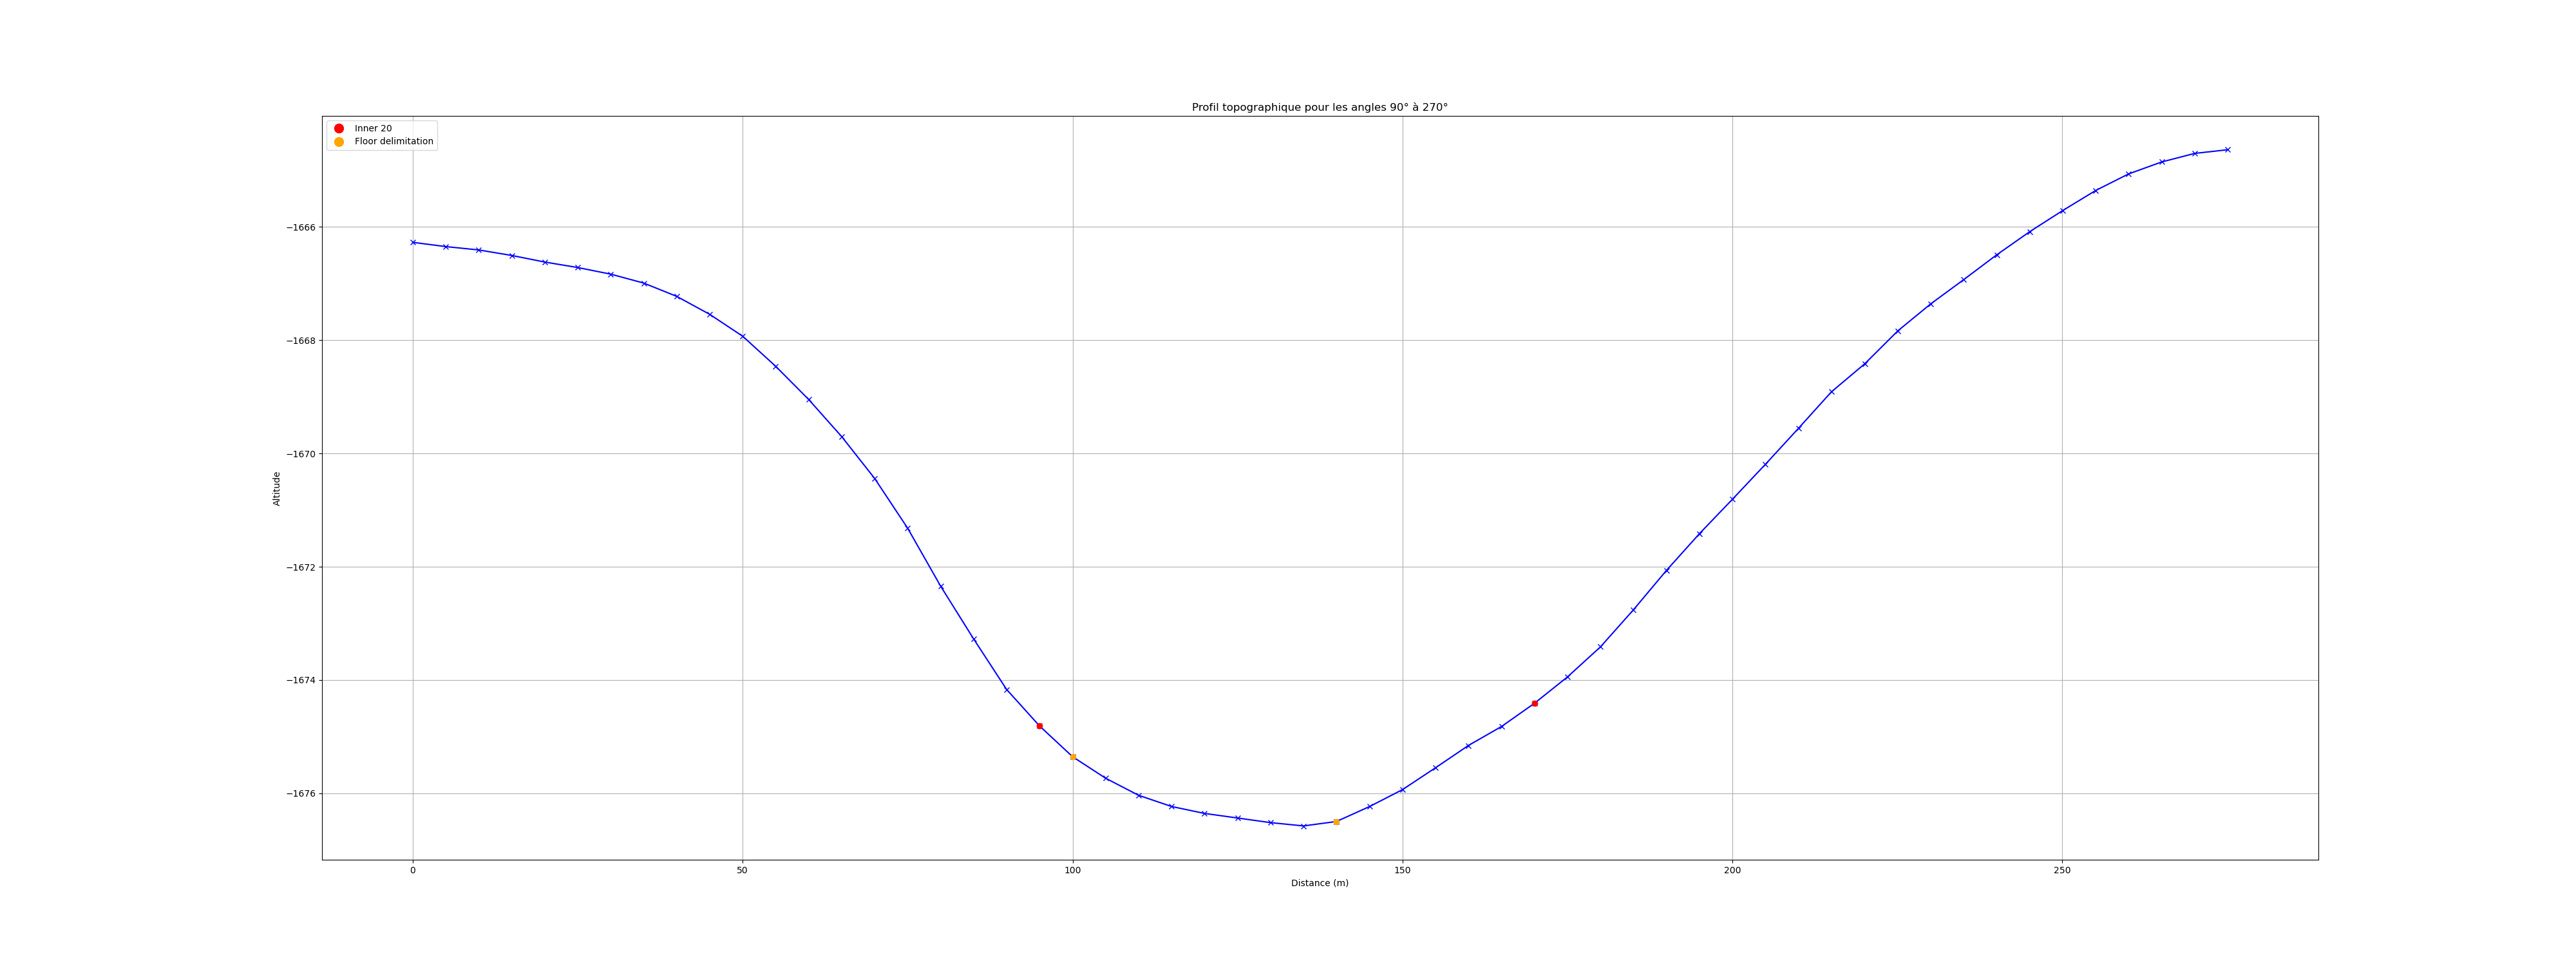 Profil topographique pour les angles 90° à 270°
Inner 20
Floor delimitation
Altitude
−1666
−1668
−1670
−1672
−1674
−1676
0 50 100 150 200 250
Distance (m)